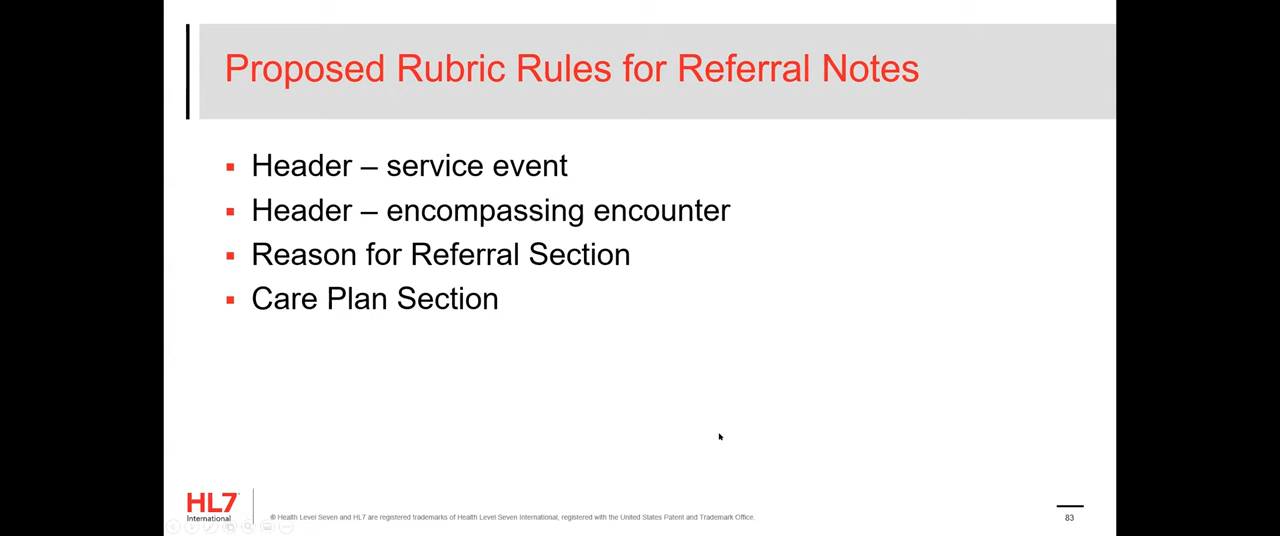 Proposed Rubric Rules for Referral Notes
Header – service event
Header – encompassing encounter
Reason for Referral Section
Care Plan Section
HL7
International
® Health Level Seven and HL7 are registered trademarks of Health Level Seven International, registered with the United States Patent and Trademark Office.
83